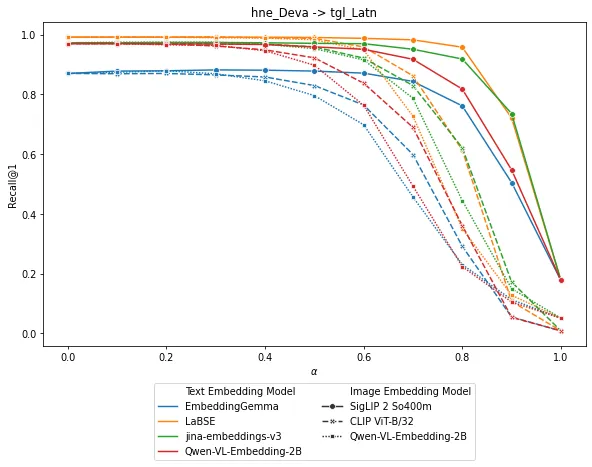 hne_Deva -> tgl_Latn
Recall@1
1.0
0.8
0.6
0.4
0.2
0.0
0.0 0.2 0.4 0.6 0.8 1.0
α
Text Embedding Model Image Embedding Model
EmbeddingGemma SigLIP 2 So400m
LaBSE CLIP ViT-B/32
jina-embeddings-v3 Qwen-VL-Embedding-2B
Qwen-VL-Embedding-2B